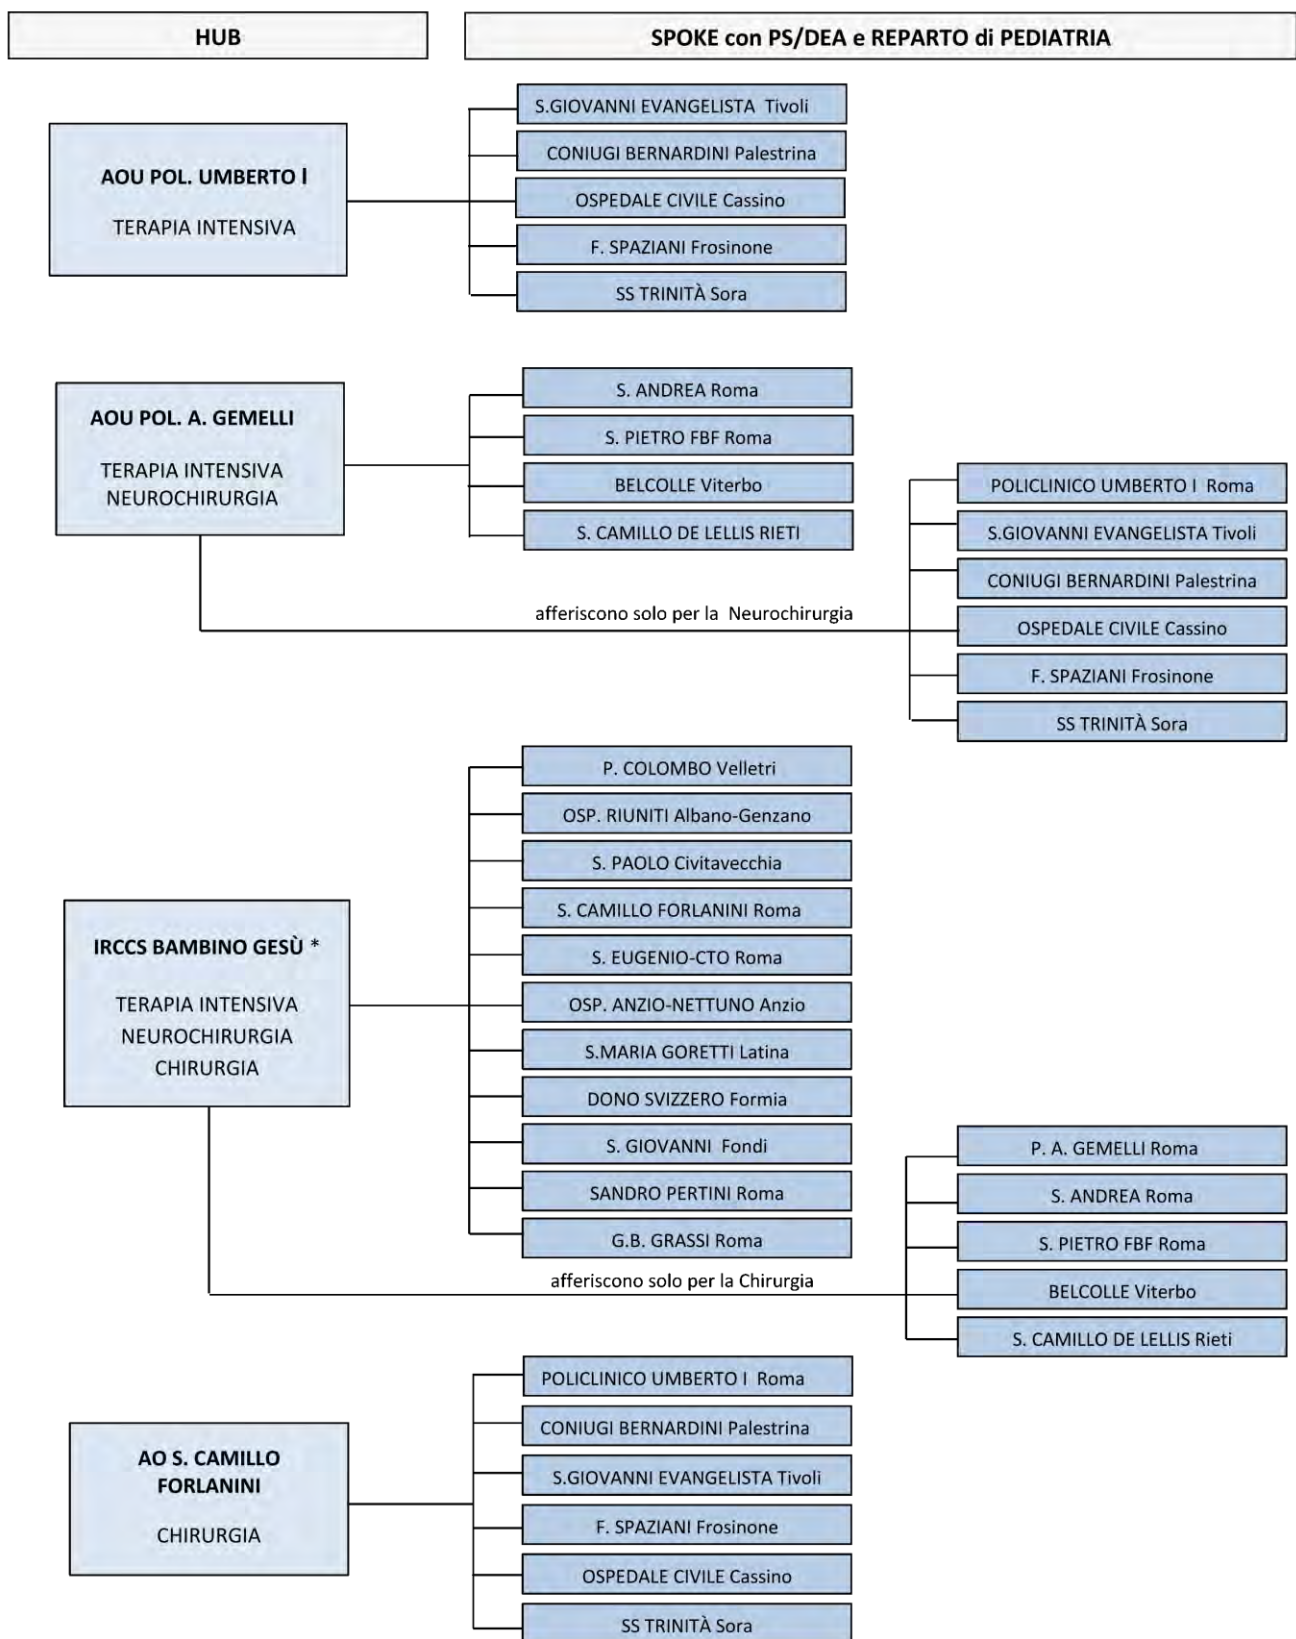 HUB
SPOKE con PS/DEA e REPARTO di PEDIATRIA
AOU POL. UMBERTO I
TERAPIA INTENSIVA
S.GIOVANNI EVANGELISTA Tivoli
CONIUGI BERNARDINI Palestrina
OSPEDALE CIVILE Cassino
F. SPAZIANI Frosinone
SS TRINITÀ Sora
AOU POL. A. GEMELLI
TERAPIA INTENSIVA
NEUROCHIRURGIA
S. ANDREA Roma
S. PIETRO FBF Roma
BELCOLLE Viterbo
S. CAMILLO DE LELLIS RIETI
afferiscono solo per la Neurochirurgia
POLICLINICO UMBERTO I Roma
S.GIOVANNI EVANGELISTA Tivoli
CONIUGI BERNARDINI Palestrina
OSPEDALE CIVILE Cassino
F. SPAZIANI Frosinone
SS TRINITÀ Sora
IRCCS BAMBINO GESÙ *
TERAPIA INTENSIVA
NEUROCHIRURGIA
CHIRURGIA
P. COLOMBO Velletri
OSP. RIUNITI Albano-Genzano
S. PAOLO Civitavecchia
S. CAMILLO FORLANINI Roma
S. EUGENIO-CTO Roma
OSP. ANZIO-NETTUNO Anzio
S.MARIA GORETTI Latina
DONO SVIZZERO Formia
S. GIOVANNI Fondi
SANDRO PERTINI Roma
G.B. GRASSI Roma
afferiscono solo per la Chirurgia
P. A. GEMELLI Roma
S. ANDREA Roma
S. PIETRO FBF Roma
BELCOLLE Viterbo
S. CAMILLO DE LELLIS Rieti
AO S. CAMILLO
FORLANINI
CHIRURGIA
POLICLINICO UMBERTO I Roma
CONIUGI BERNARDINI Palestrina
S.GIOVANNI EVANGELISTA Tivoli
F. SPAZIANI Frosinone
OSPEDALE CIVILE Cassino
SS TRINITÀ Sora